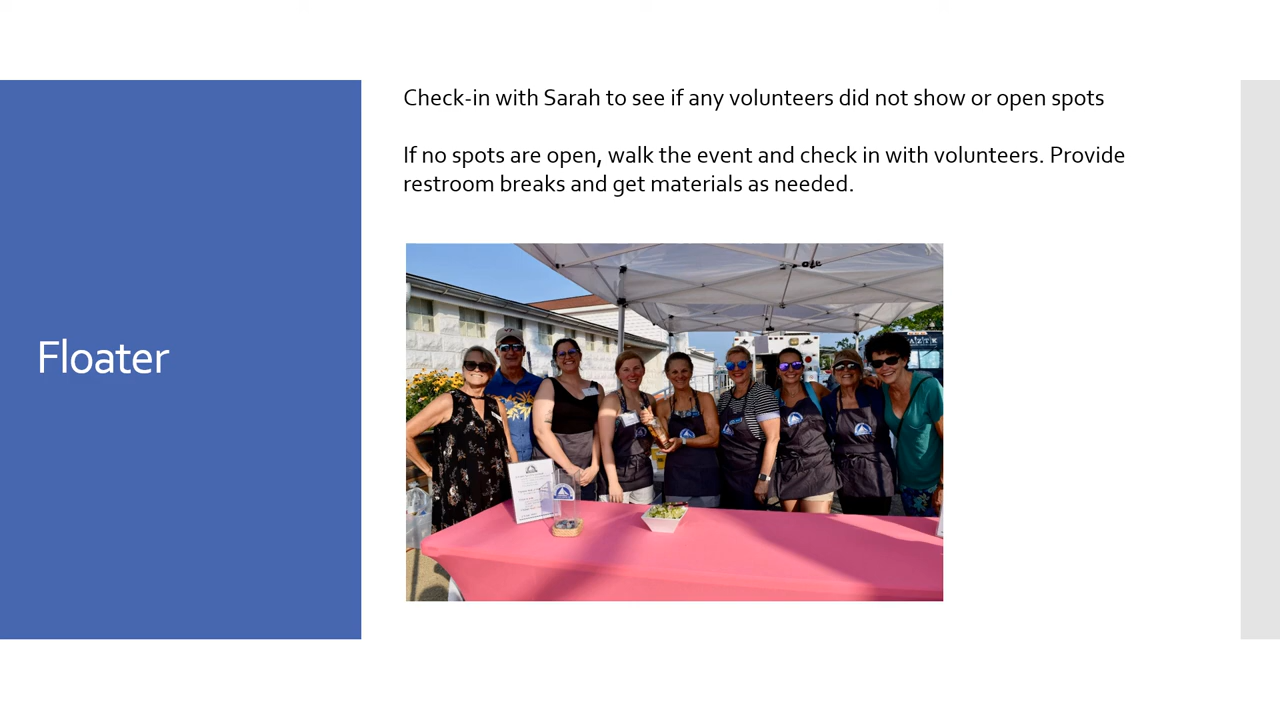 Check-in with Sarah to see if any volunteers did not show or open spots
If no spots are open, walk the event and check in with volunteers. Provide
restroom breaks and get materials as needed.
Floater